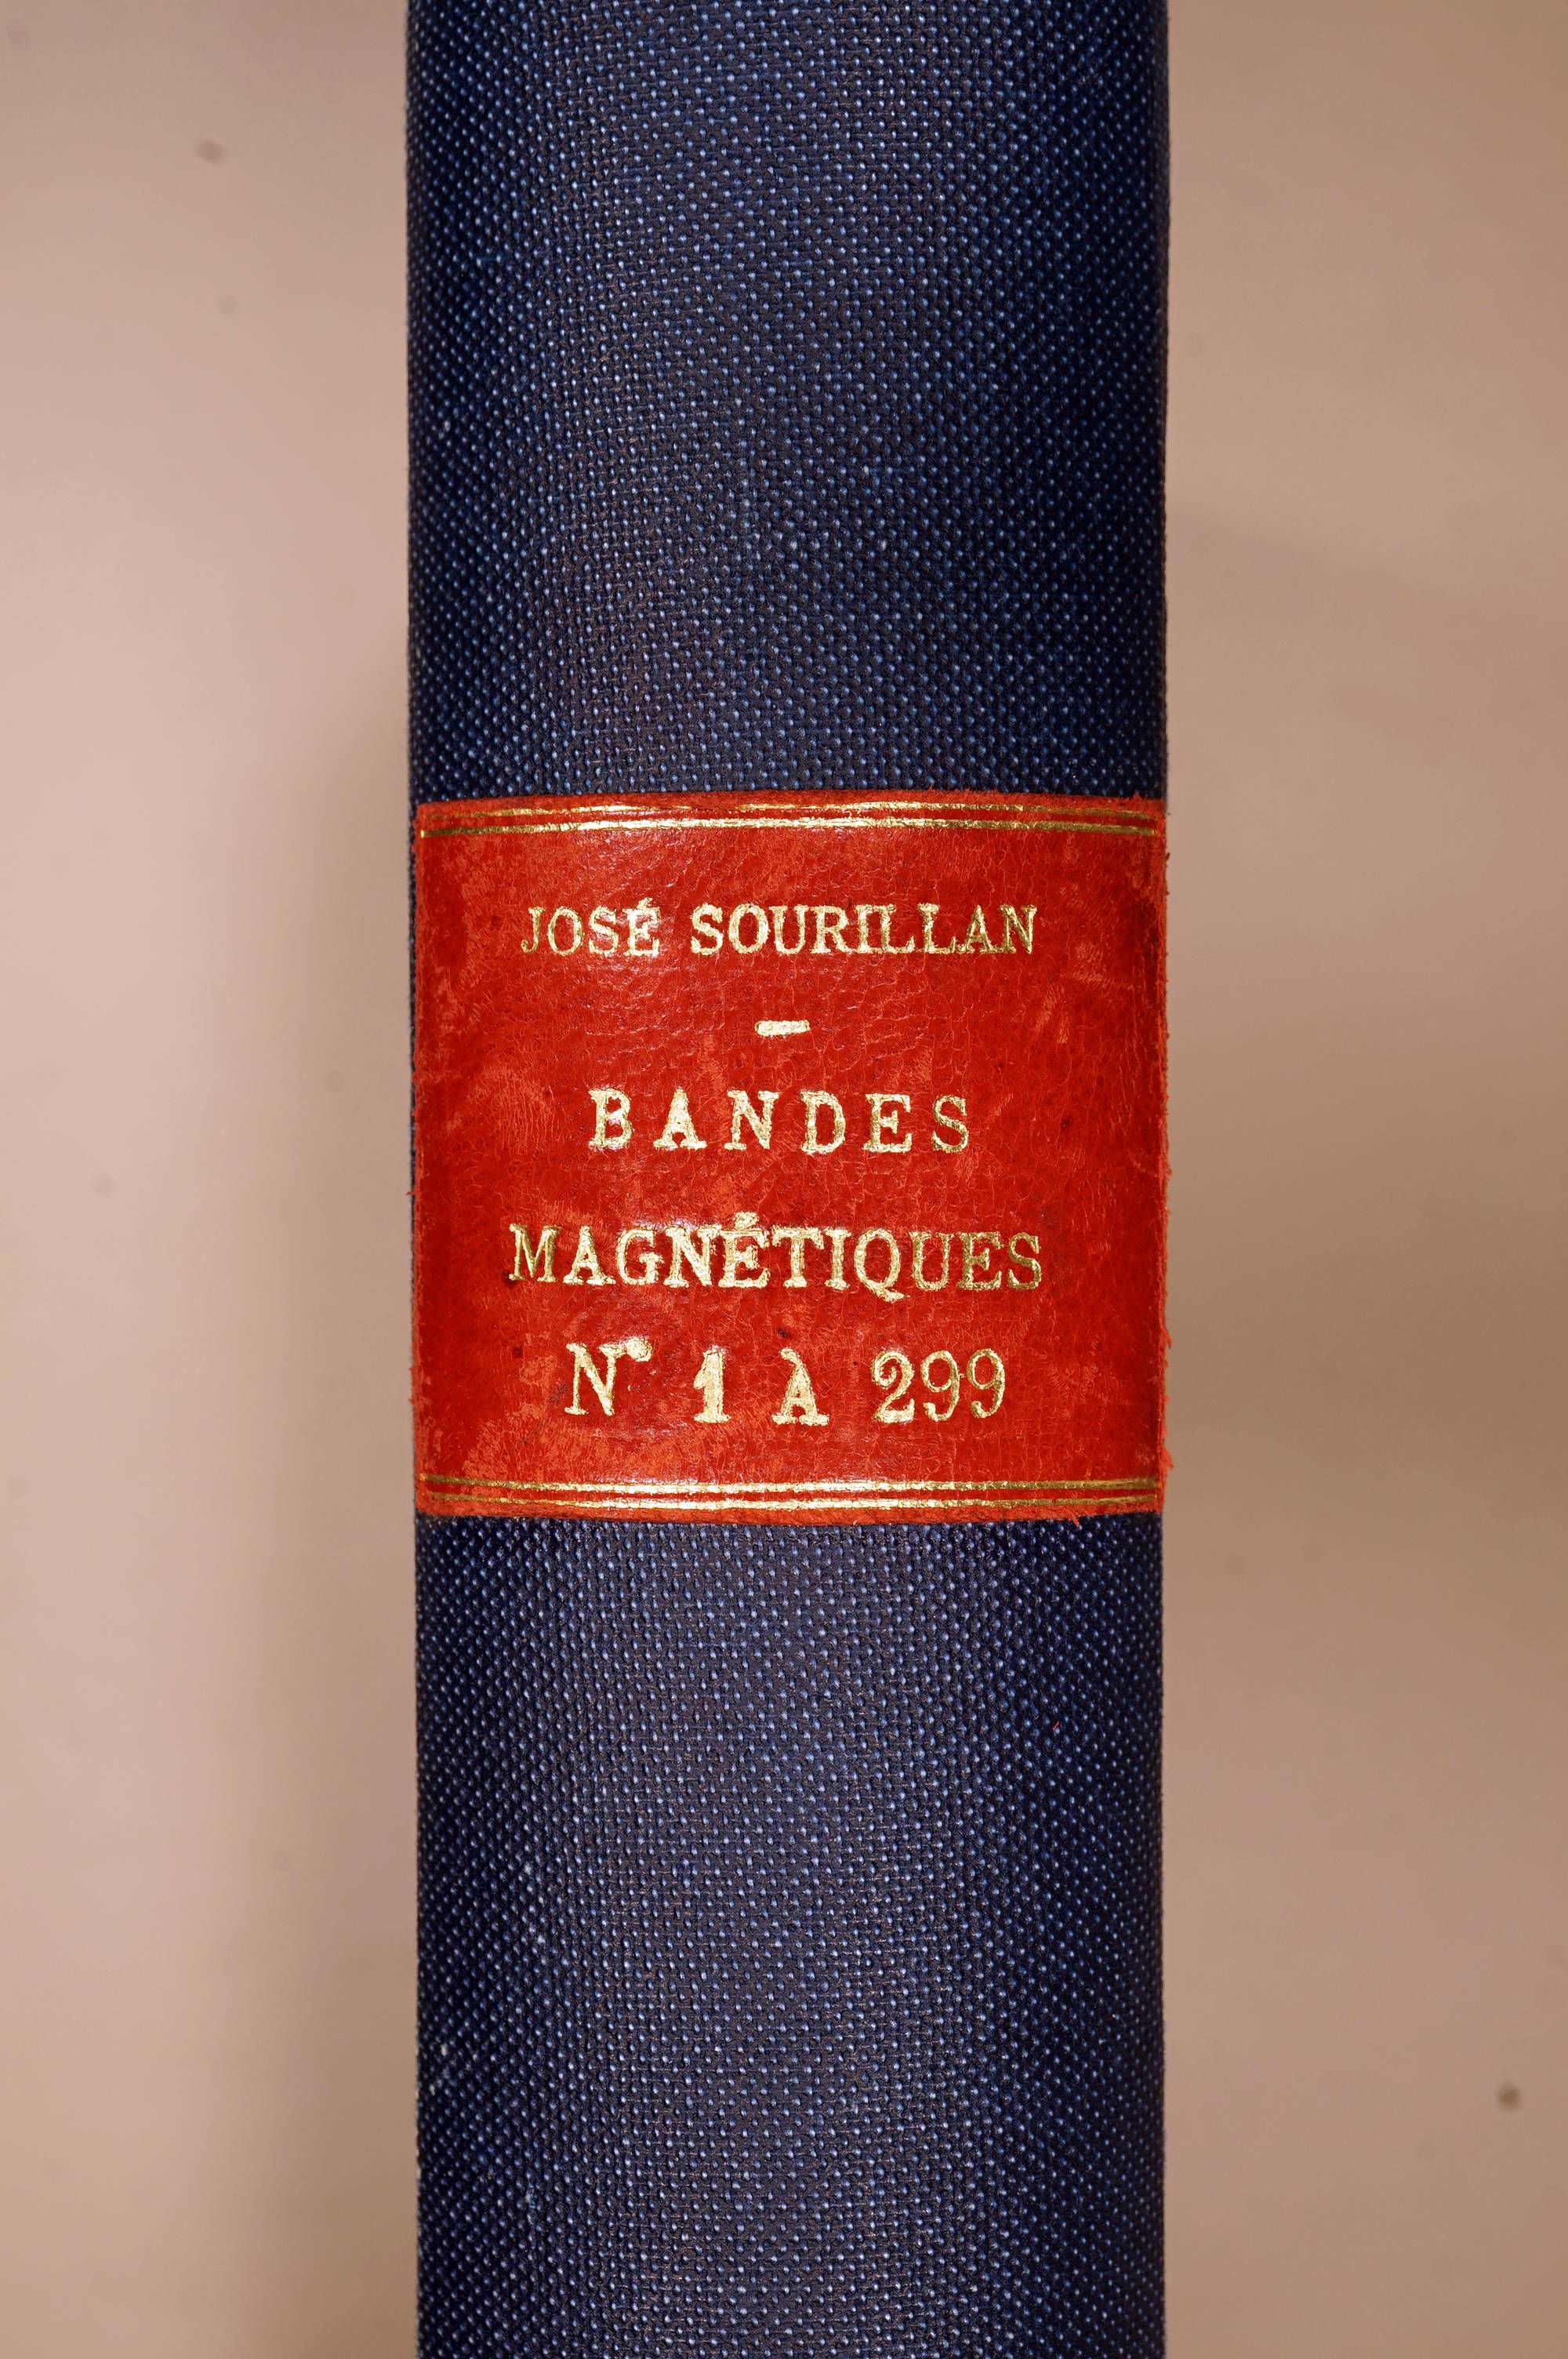 JOSÉ SOURILLAN
-
BANDES
MAGNÉTIQUES
N° 1 À 299